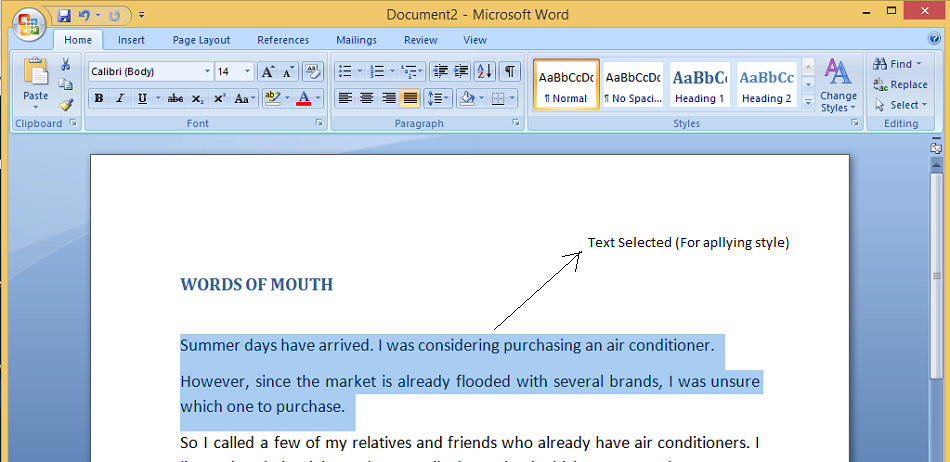 Document2 - Microsoft Word
Home Insert Page Layout References Mailings Review View
Paste
Clipboard
Calibri (Body) 14
B I U abc x₂ x² Aa
Font
Paragraph
AaBbCcDc AaBbCcDc AaBbCc AaBbCc
¶ Normal ¶ No Spaci... Heading 1 Heading 2
Change
Styles
Styles
Find
Replace
Select
Editing
Text Selected (For apllying style)
WORDS OF MOUTH
Summer days have arrived. I was considering purchasing an air conditioner.
However, since the market is already flooded with several brands, I was unsure
which one to purchase.
So I called a few of my relatives and friends who already have air conditioners. I